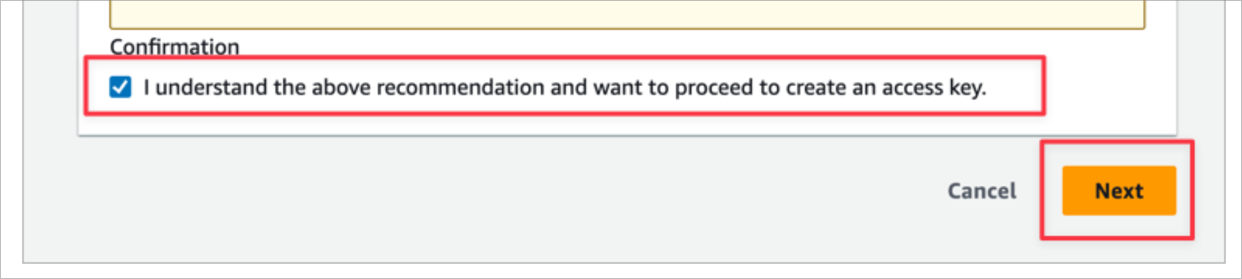 Confirmation
I understand the above recommendation and want to proceed to create an access key.
Cancel
Next